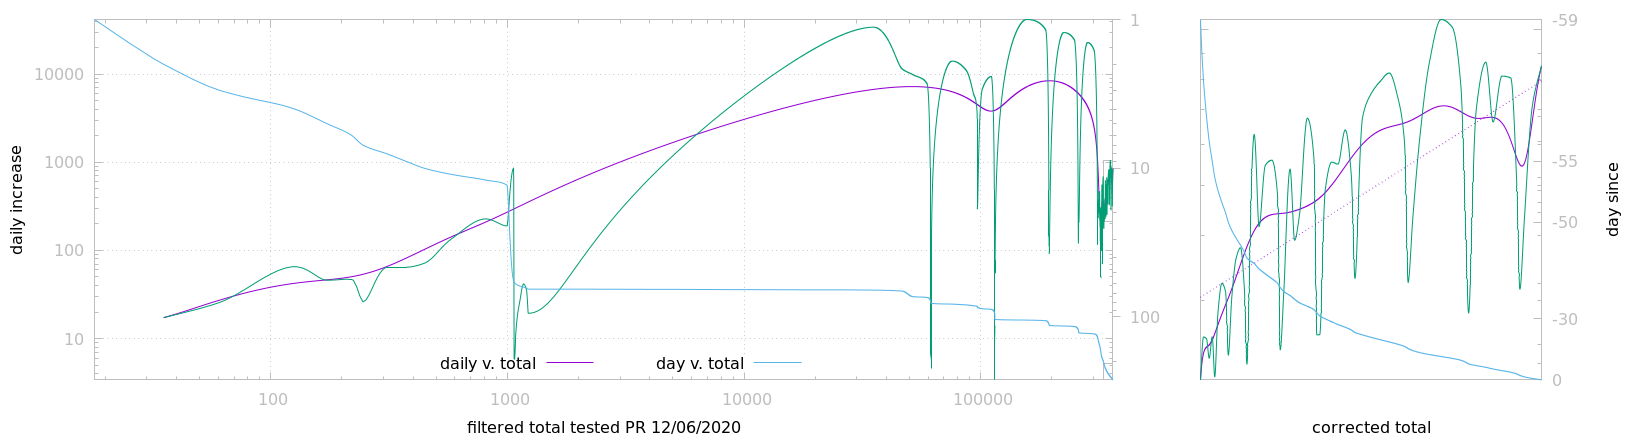 daily increase
10000
1000
100
10
100
1000
10000
100000
1
10
100
daily v. total
day v. total
filtered total tested PR 12/06/2020
-59
-55
-50
-30
0
day since
corrected total